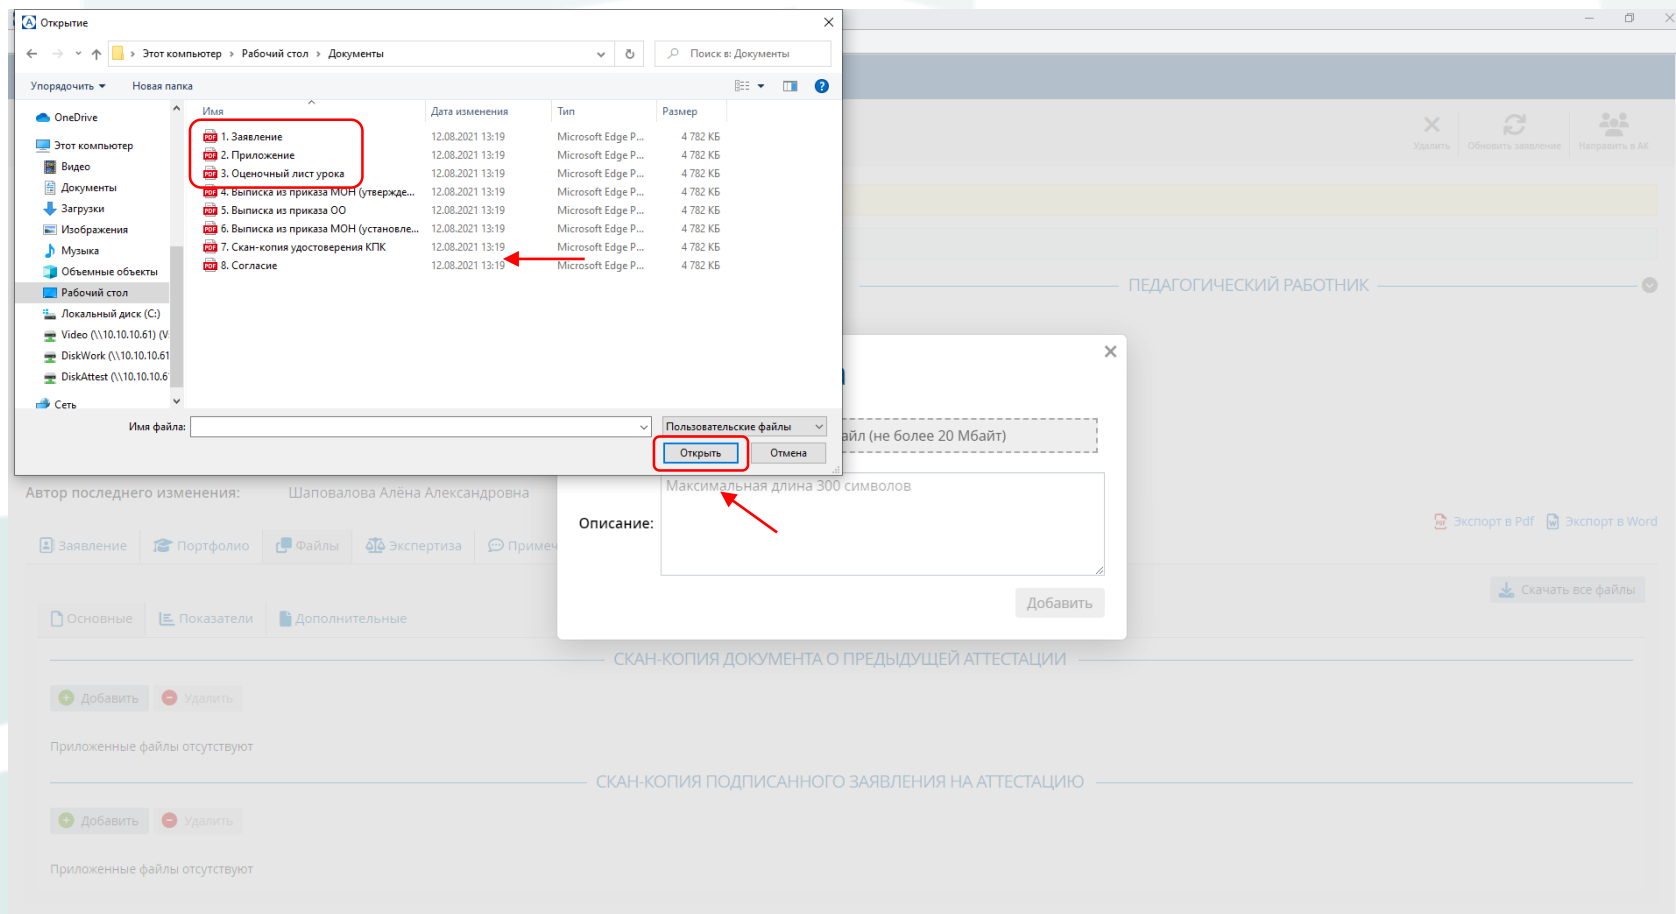 Открытие
Этот компьютер › Рабочий стол › Документы
Поиск в: Документы
Упорядочить
Новая папка
Имя
Дата изменения
Тип
Размер
OneDrive
Этот компьютер
Видео
Документы
Загрузки
Изображения
Музыка
Объемные объекты
Рабочий стол
Локальный диск (C:)
Video (\\10.10.10.61) (V:
DiskWork (\\10.10.10.61
DiskAttest (\\10.10.10.6
Сеть
1. Заявление 12.08.2021 13:19 Microsoft Edge P... 4 782 КБ
2. Приложение 12.08.2021 13:19 Microsoft Edge P... 4 782 КБ
3. Оценочный лист урока 12.08.2021 13:19 Microsoft Edge P... 4 782 КБ
4. Выписка из приказа МОН (утвержде... 12.08.2021 13:19 Microsoft Edge P... 4 782 КБ
5. Выписка из приказа ОО 12.08.2021 13:19 Microsoft Edge P... 4 782 КБ
6. Выписка из приказа МОН (установле... 12.08.2021 13:19 Microsoft Edge P... 4 782 КБ
7. Скан-копия удостоверения КПК 12.08.2021 13:19 Microsoft Edge P... 4 782 КБ
8. Согласие 12.08.2021 13:19 Microsoft Edge P... 4 782 КБ
Имя файла:
Пользовательские файлы
Открыть
Отмена
Удалить
Обновить заявление
Направить в АК
ПЕДАГОГИЧЕСКИЙ РАБОТНИК
(не более 20 Мбайт)
Максимальная длина 300 символов
Описание:
Добавить
Автор последнего изменения: Шаповалова Алёна Александровна
Экспорт в Pdf
Экспорт в Word
Заявление
Портфолио
Файлы
Экспертиза
Примеч
Скачать все файлы
Основные
Показатели
Дополнительные
СКАН-КОПИЯ ДОКУМЕНТА О ПРЕДЫДУЩЕЙ АТТЕСТАЦИИ
Добавить
Удалить
Приложенные файлы отсутствуют
СКАН-КОПИЯ ПОДПИСАННОГО ЗАЯВЛЕНИЯ НА АТТЕСТАЦИЮ
Добавить
Удалить
Приложенные файлы отсутствуют